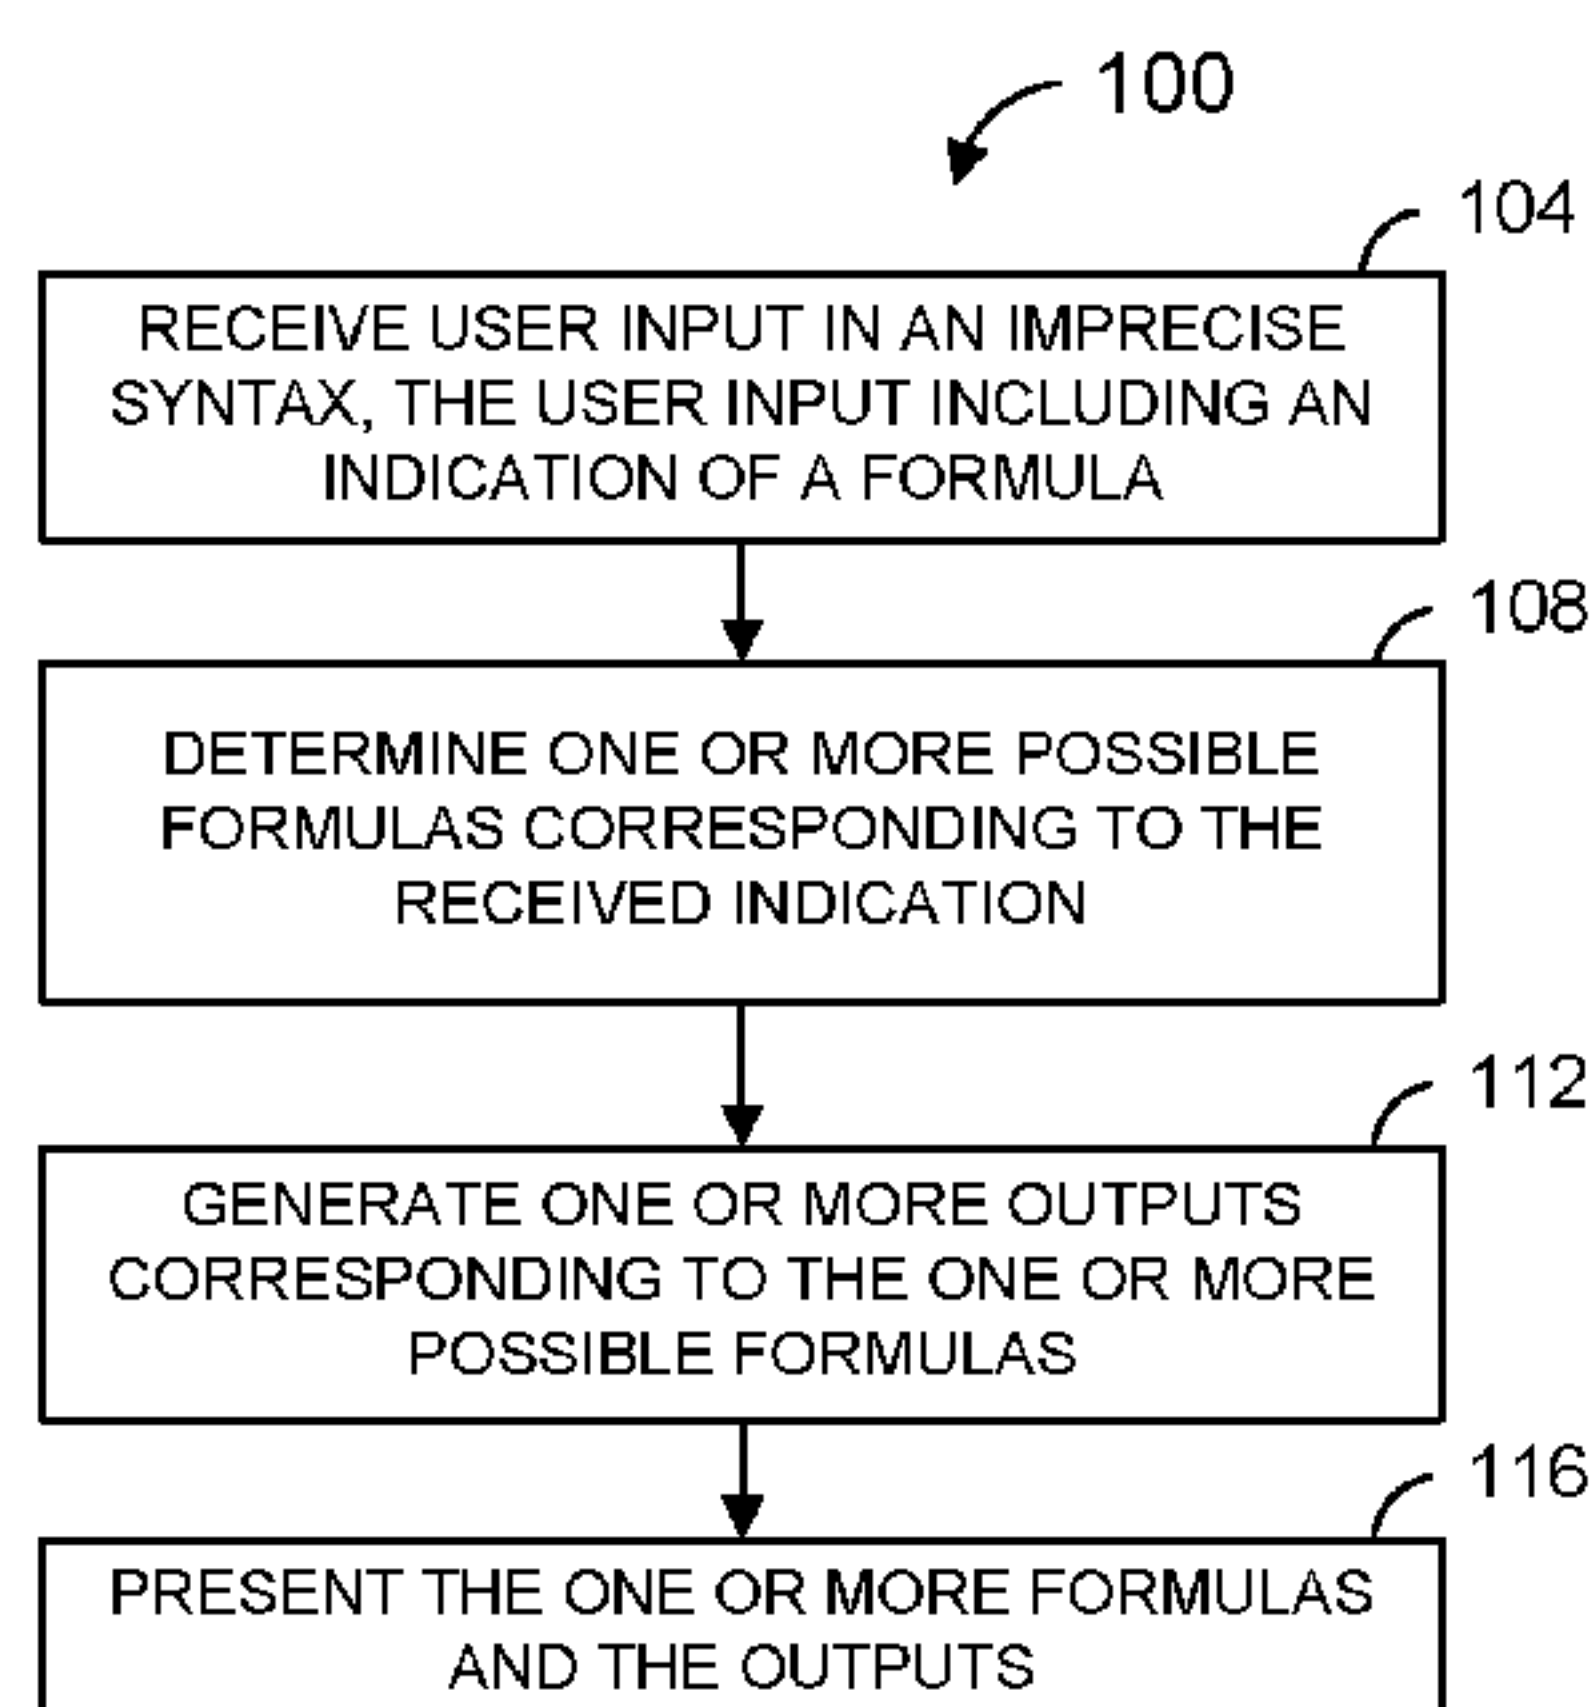 100
104
RECEIVE USER INPUT IN AN IMPRECISE
SYNTAX, THE USER INPUT INCLUDING AN
INDICATION OF A FORMULA
108
DETERMINE ONE OR MORE POSSIBLE
FORMULAS CORRESPONDING TO THE
RECEIVED INDICATION
112
GENERATE ONE OR MORE OUTPUTS
CORRESPONDING TO THE ONE OR MORE
POSSIBLE FORMULAS
116
PRESENT THE ONE OR MORE FORMULAS
AND THE OUTPUTS